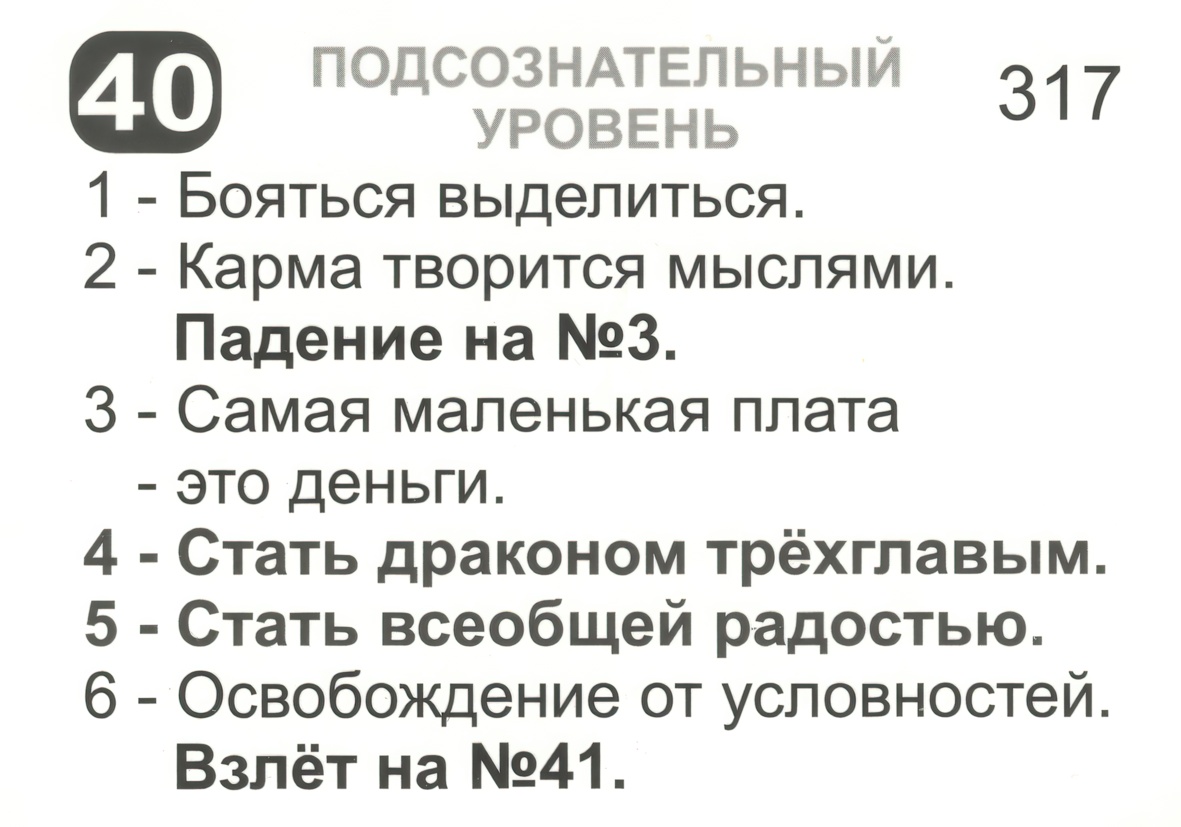 40
ПОДСОЗНАТЕЛЬНЫЙ
УРОВЕНЬ
317
1 - Бояться выделиться.
2 - Карма творится мыслями.
Падение на №3.
3 - Самая маленькая плата
- это деньги.
4 - Стать драконом трёхглавым.
5 - Стать всеобщей радостью.
6 - Освобождение от условностей.
Взлёт на №41.